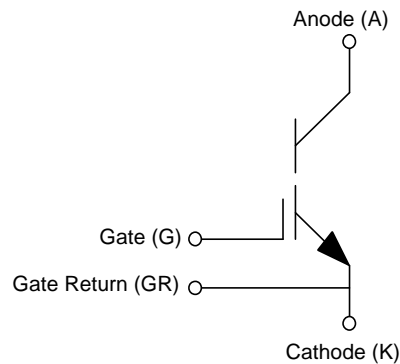 Anode (A)
Gate (G)
Gate Return (GR)
Cathode (K)